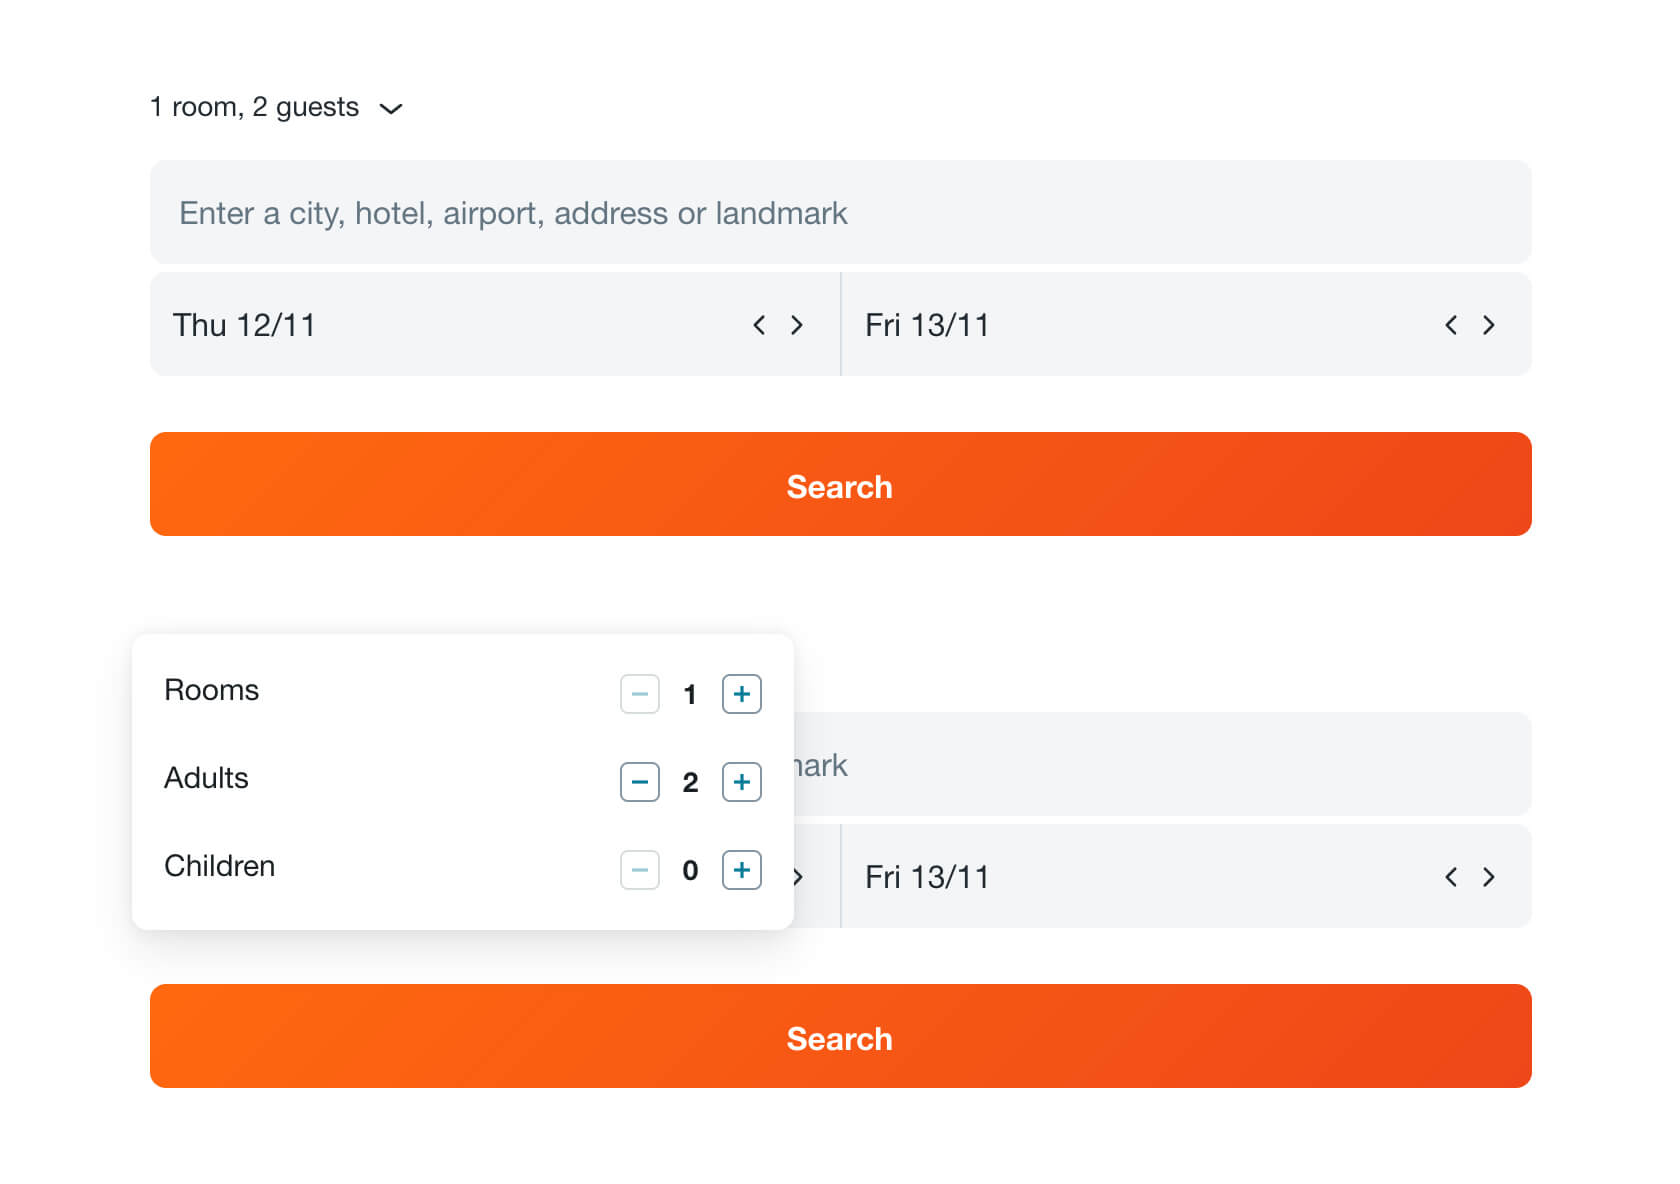 1 room, 2 guests
Enter a city, hotel, airport, address or landmark
Thu 12/11 Fri 13/11
Search
Rooms 1
Adults 2
Children 0
Fri 13/11
Search